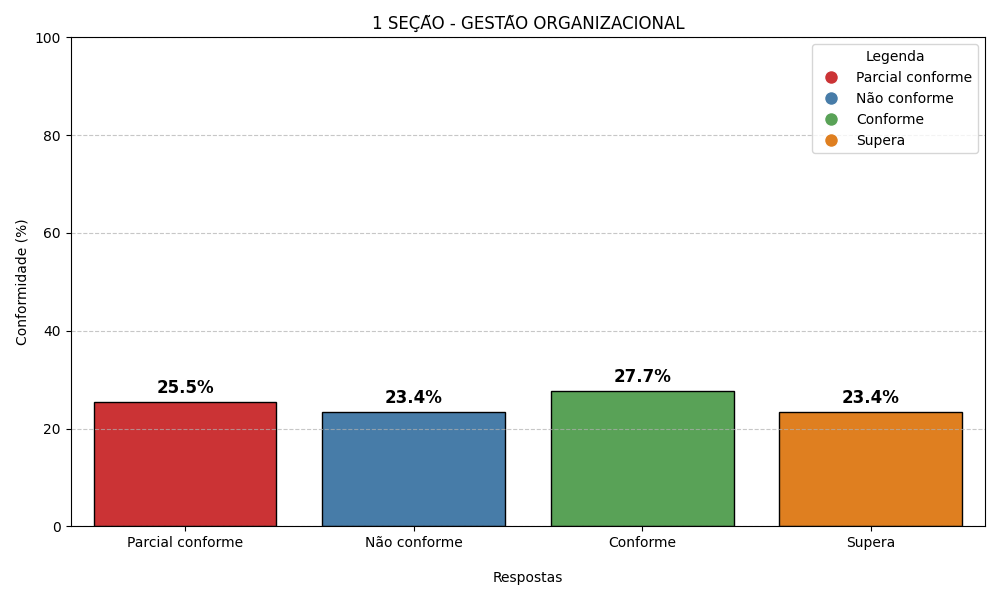 1 SEÇÃO - GESTÃO ORGANIZACIONAL
Conformidade (%)
100
80
60
40
20
0
Legenda
Parcial conforme
Não conforme
Conforme
Supera
25.5%
23.4%
27.7%
23.4%
Parcial conforme
Não conforme
Conforme
Supera
Respostas